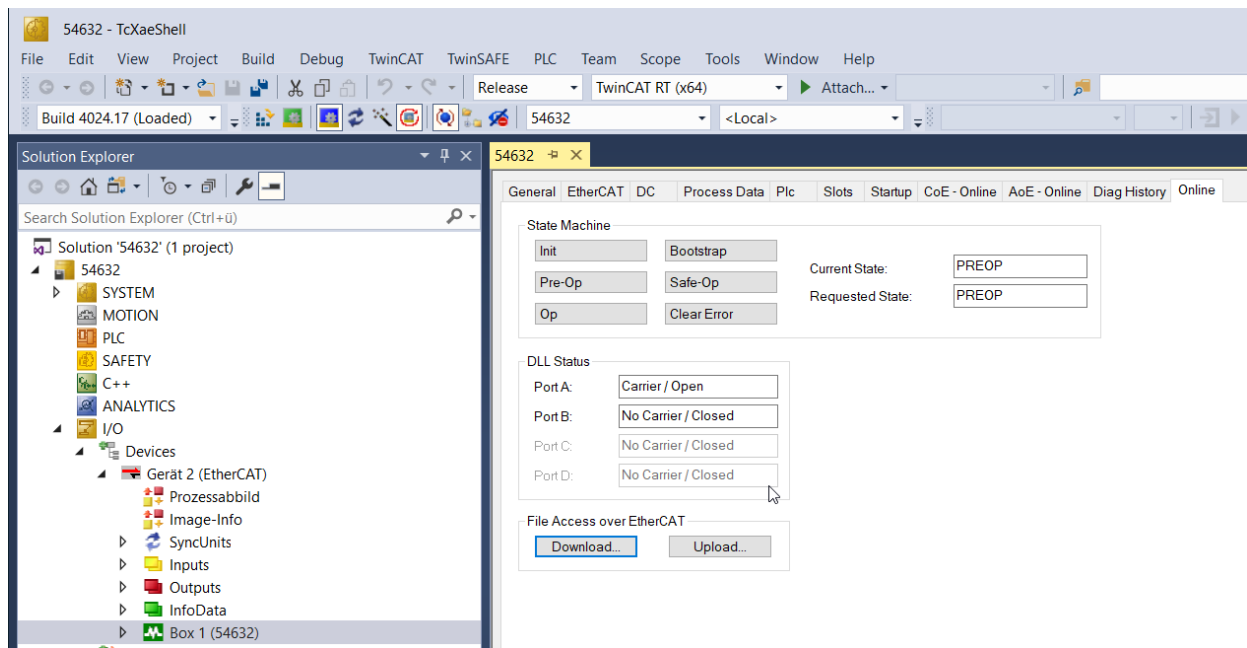 54632 - TcXaeShell
File Edit View Project Build Debug TwinCAT TwinSAFE PLC Team Scope Tools Window Help
Release TwinCAT RT (x64) Attach...
Build 4024.17 (Loaded) 54632 <Local>
Solution Explorer
Search Solution Explorer (Ctrl+ü)
Solution '54632' (1 project)
54632
SYSTEM
MOTION
PLC
SAFETY
C++
ANALYTICS
I/O
Devices
Gerät 2 (EtherCAT)
Prozessabbild
Image-Info
SyncUnits
Inputs
Outputs
InfoData
Box 1 (54632)
54632
General EtherCAT DC Process Data Plc Slots Startup CoE - Online AoE - Online Diag History Online
State Machine
Init Bootstrap
Pre-Op Safe-Op
Op Clear Error
Current State: PREOP
Requested State: PREOP
DLL Status
Port A: Carrier / Open
Port B: No Carrier / Closed
Port C: No Carrier / Closed
Port D: No Carrier / Closed
File Access over EtherCAT
Download... Upload...